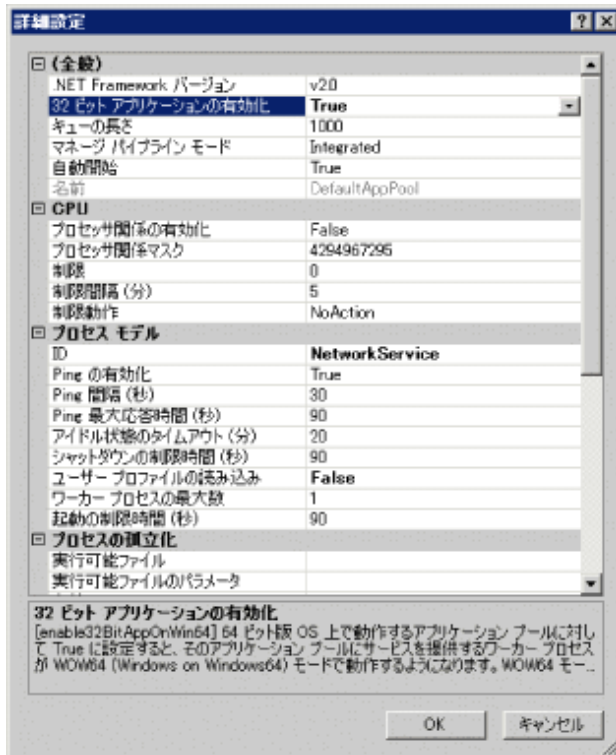 詳細設定
(全般)
.NET Framework バージョン v2.0
32 ビット アプリケーションの有効化 True
キューの長さ 1000
マネージ パイプライン モード Integrated
自動開始 True
名前 DefaultAppPool
CPU
プロセッサ関係の有効化 False
プロセッサ関係マスク 4294967295
制限 0
制限間隔 (分) 5
制限動作 NoAction
プロセス モデル
ID NetworkService
Ping の有効化 True
Ping 間隔 (秒) 30
Ping 最大応答時間 (秒) 90
アイドル状態のタイムアウト (分) 20
シャットダウンの制限時間 (秒) 90
ユーザー プロファイルの読み込み False
ワーカー プロセスの最大数 1
起動の制限時間 (秒) 90
プロセスの孤立化
実行可能ファイル
実行可能ファイルのパラメータ
32 ビット アプリケーションの有効化
[enable32BitAppOnWin64] 64 ビット版 OS 上で動作するアプリケーション プールに対し
て True に設定すると、そのアプリケーション プールにサービスを提供するワーカー プロセス
が WOW64 (Windows on Windows64) モードで動作するようになります。WOW64 モー...
OK キャンセル